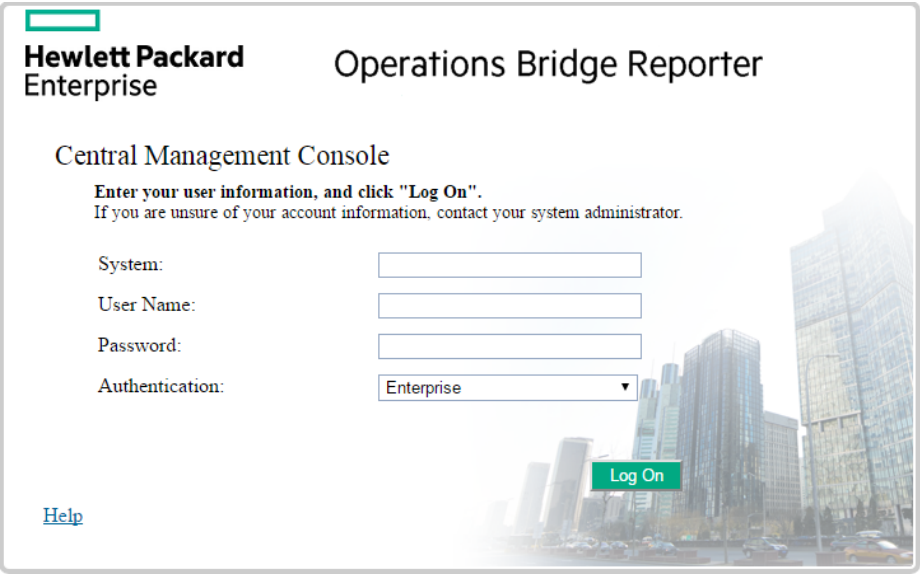 Hewlett Packard
Enterprise
Operations Bridge Reporter
Central Management Console
Enter your user information, and click "Log On".
If you are unsure of your account information, contact your system administrator.
System:
User Name:
Password:
Authentication:
Enterprise
Log On
Help